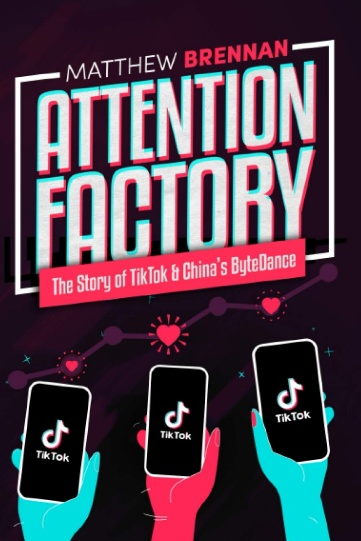 MATTHEW BRENNAN
ATTENTION
FACTORY
The Story of TikTok & China's ByteDance
TikTok
TikTok
TikTok